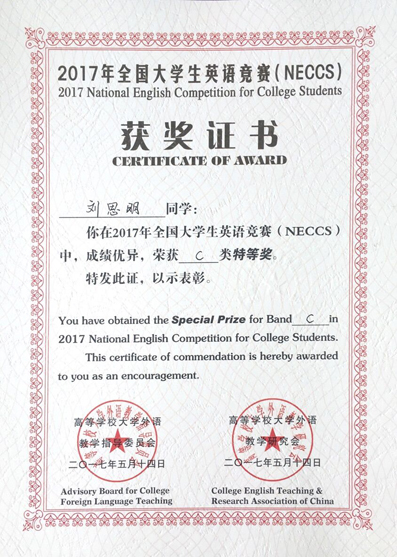 2017年全国大学生英语竞赛(NECCS)
2017 National English Competition for College Students
获奖证书
CERTIFICATE OF AWARD
刘思明 同学:
你在2017年全国大学生英语竞赛(NECCS)
中,成绩优异,荣获 C 类特等奖。
特发此证,以示表彰。
You have obtained the Special Prize for Band C in
2017 National English Competition for College Students.
This certificate of commendation is hereby awarded
to you as an encouragement.
高等学校大学外语
教学指导委员会
二〇一七年五月十四日
Advisory Board for College
Foreign Language Teaching
高等学校大学外语
教学研究会
二〇一七年五月十四日
College English Teaching &
Research Association of China